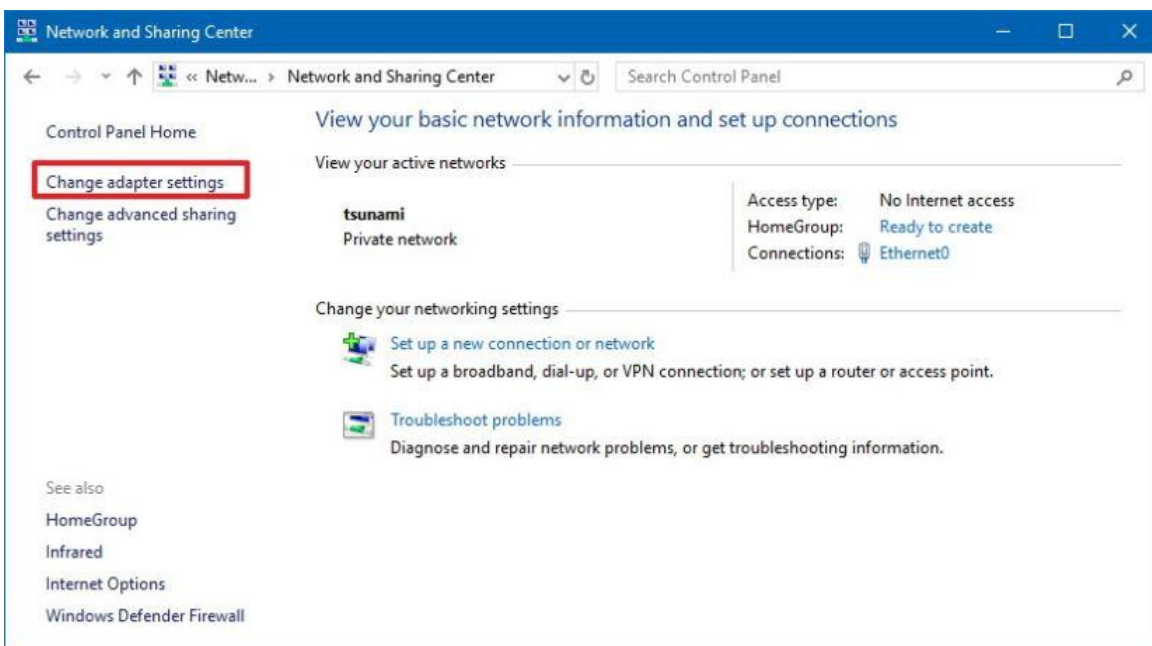 Network and Sharing Center
« Netw... › Network and Sharing Center
Search Control Panel
Control Panel Home
Change adapter settings
Change advanced sharing
settings
View your basic network information and set up connections
View your active networks
tsunami
Private network
Access type: No Internet access
HomeGroup: Ready to create
Connections: Ethernet0
Change your networking settings
Set up a new connection or network
Set up a broadband, dial-up, or VPN connection; or set up a router or access point.
Troubleshoot problems
Diagnose and repair network problems, or get troubleshooting information.
See also
HomeGroup
Infrared
Internet Options
Windows Defender Firewall